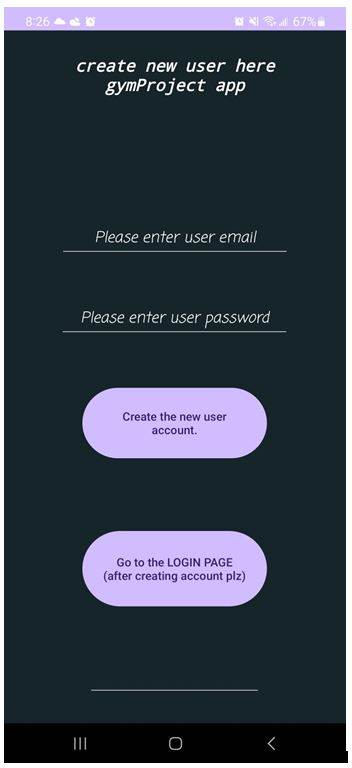 8:26 67%
create new user here
gymProject app
Please enter user email
Please enter user password
Create the new user
account.
Go to the LOGIN PAGE
(after creating account plz)